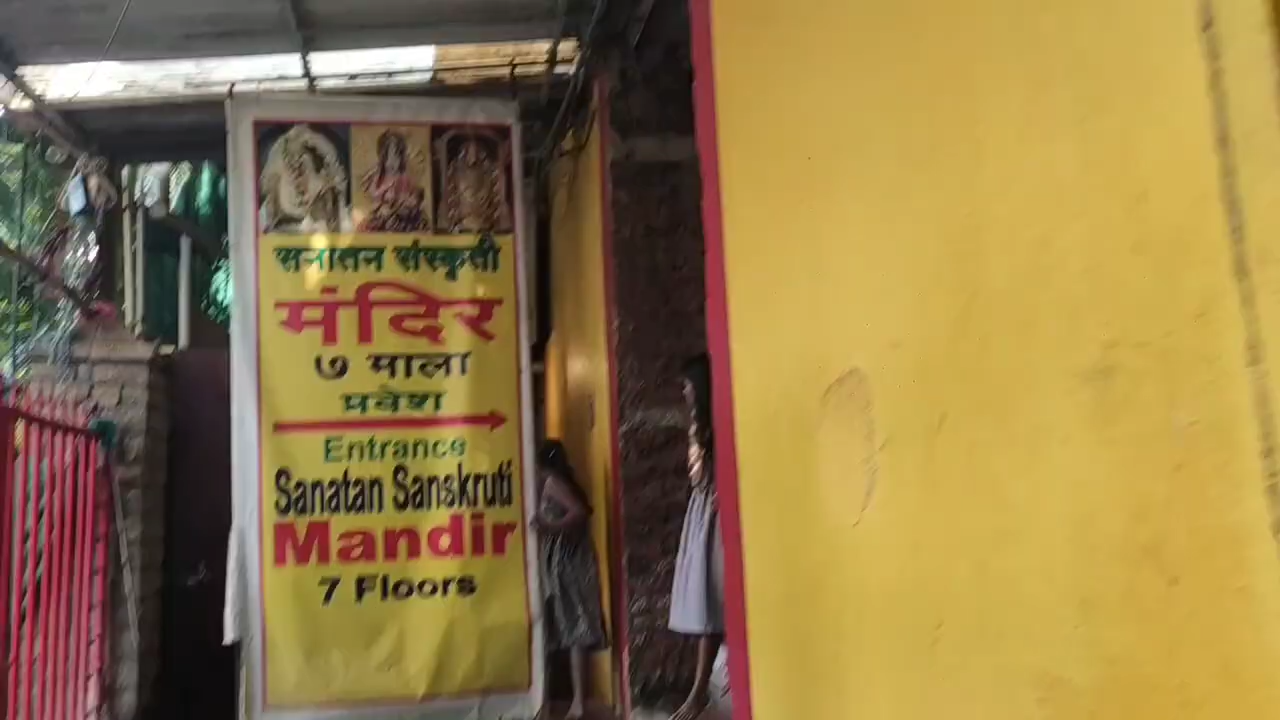 सनातन संस्कृती
मंदिर
७ माला
प्रवेश
Entrance
Sanatan Sanskruti
Mandir
7 Floors